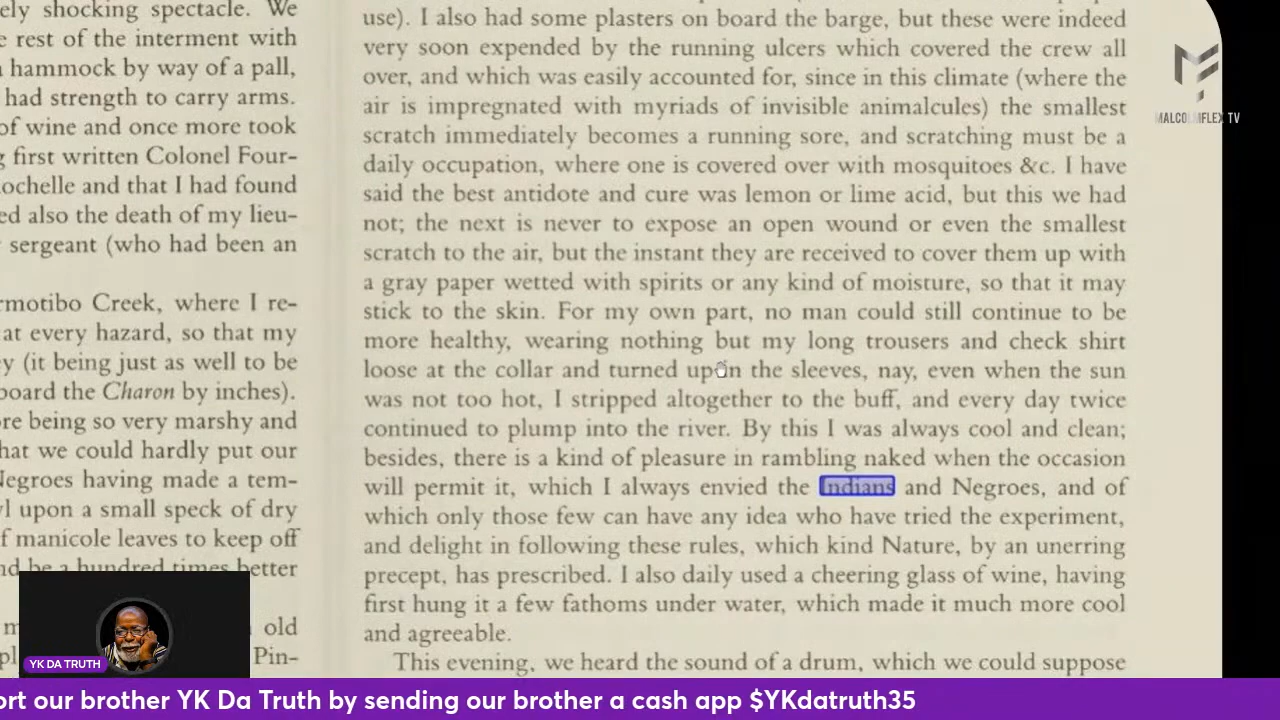 ely shocking spectacle. We
e rest of the interment with
a hammock by way of a pall,
had strength to carry arms.
of wine and once more took
g first written Colonel Four-
ochelle and that I had found
ed also the death of my lieu-
sergeant (who had been an
rmotibo Creek, where I re-
at every hazard, so that my
ey (it being just as well to be
board the Charon by inches).
ore being so very marshy and
hat we could hardly put our
Negroes having made a tem-
wl upon a small speck of dry
f manicole leaves to keep off
nd be a hundred times better
old
Pin-
use). I also had some plasters on board the barge, but these were indeed
very soon expended by the running ulcers which covered the crew all
over, and which was easily accounted for, since in this climate (where the
air is impregnated with myriads of invisible animalcules) the smallest
scratch immediately becomes a running sore, and scratching must be a
daily occupation, where one is covered over with mosquitoes &c. I have
said the best antidote and cure was lemon or lime acid, but this we had
not; the next is never to expose an open wound or even the smallest
scratch to the air, but the instant they are received to cover them up with
a gray paper wetted with spirits or any kind of moisture, so that it may
stick to the skin. For my own part, no man could still continue to be
more healthy, wearing nothing but my long trousers and check shirt
loose at the collar and turned up in the sleeves, nay, even when the sun
was not too hot, I stripped altogether to the buff, and every day twice
continued to plump into the river. By this I was always cool and clean;
besides, there is a kind of pleasure in rambling naked when the occasion
will permit it, which I always envied the Indians and Negroes, and of
which only those few can have any idea who have tried the experiment,
and delight in following these rules, which kind Nature, by an unerring
precept, has prescribed. I also daily used a cheering glass of wine, having
first hung it a few fathoms under water, which made it much more cool
and agreeable.
This evening, we heard the sound of a drum, which we could suppose
MALCOLMFLEX TV
YK DA TRUTH
ort our brother YK Da Truth by sending our brother a cash app $YKdatruth35